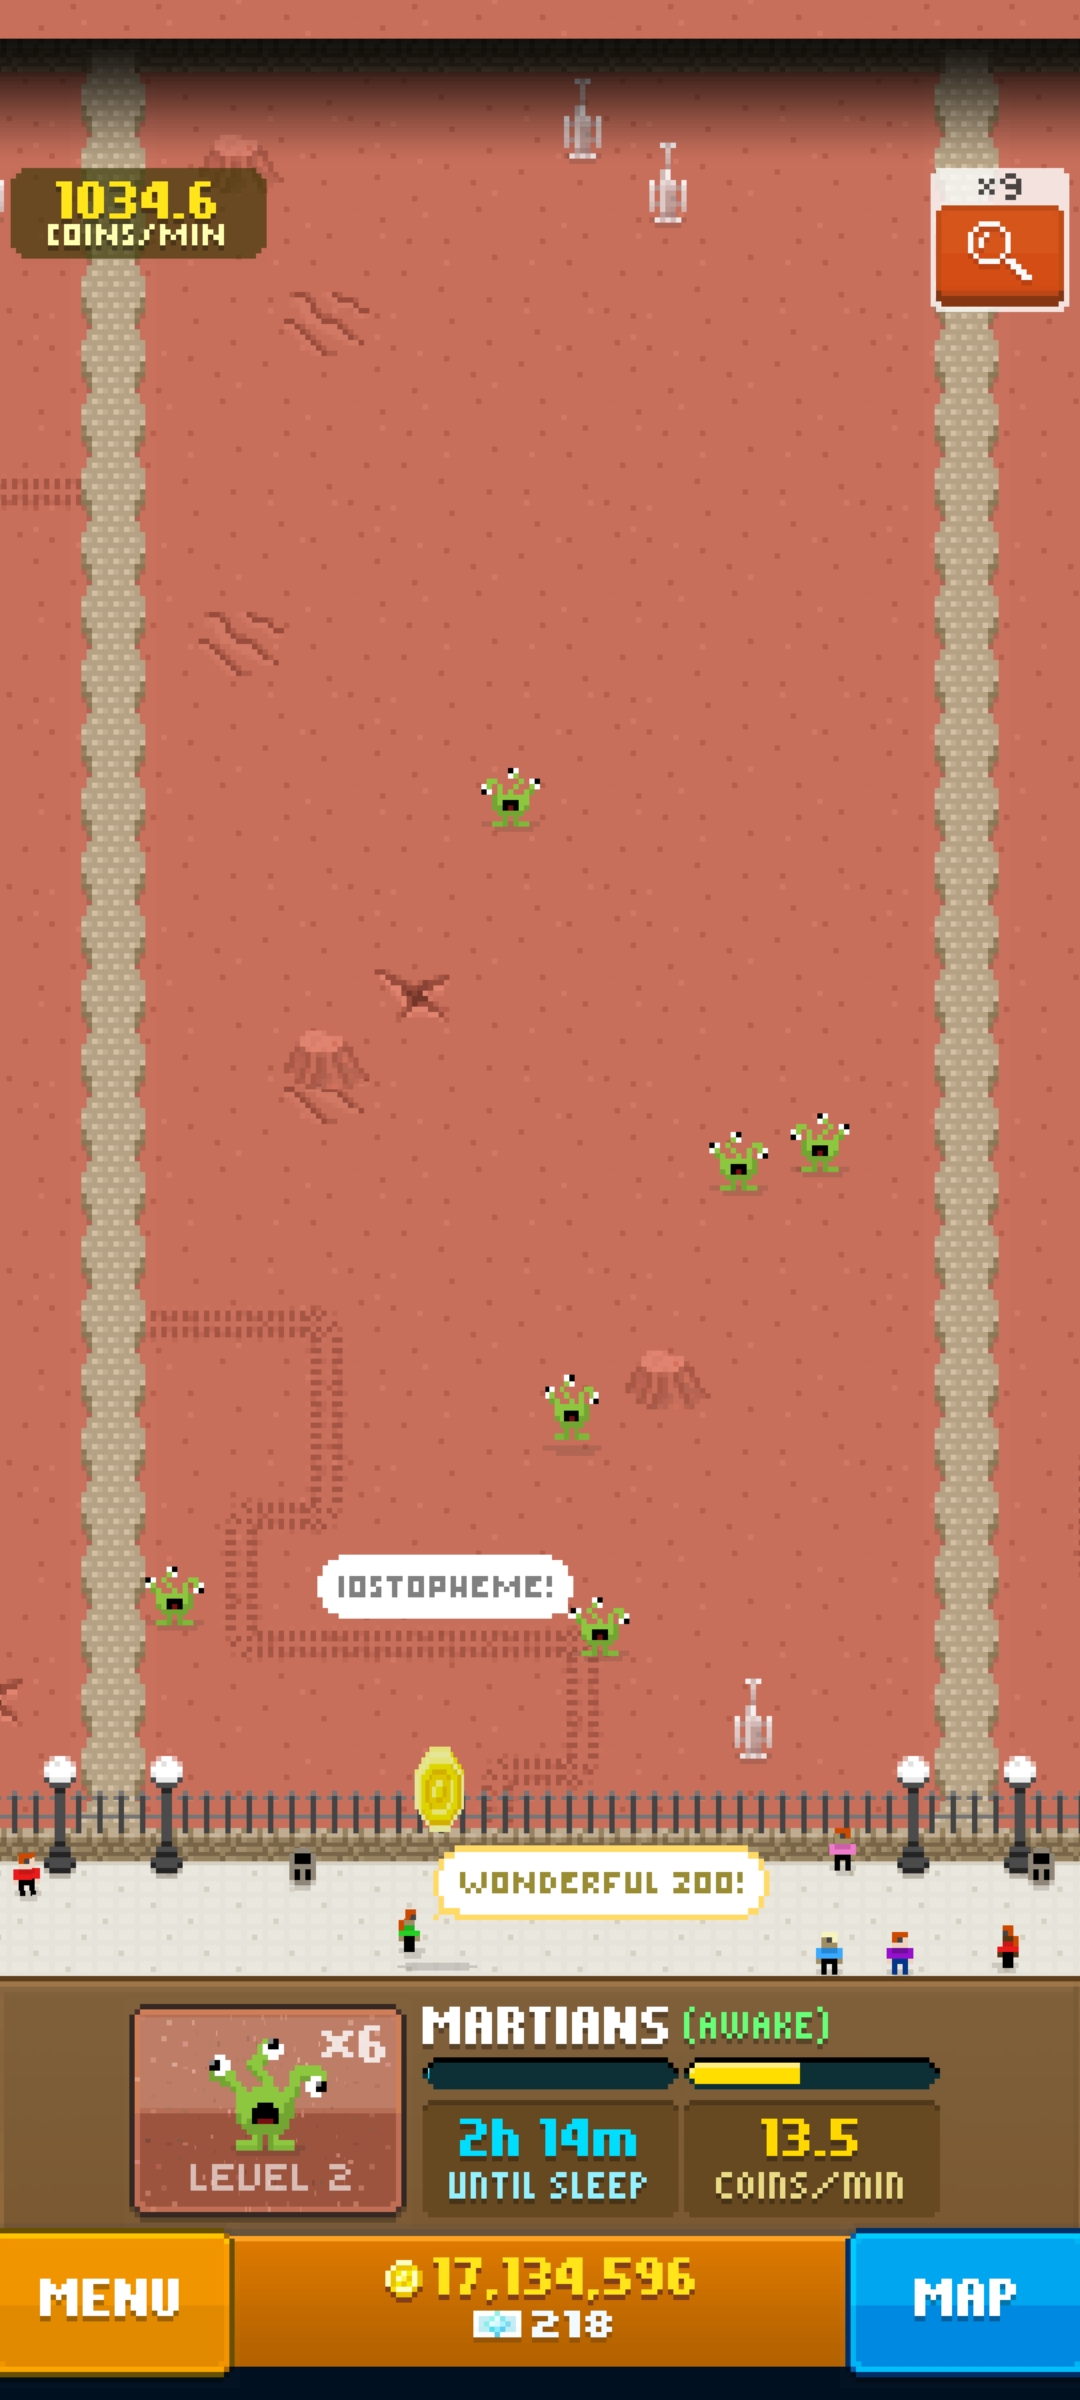 1034.6
COINS/MIN
x9
IOSTOPHEME!
WONDERFUL ZOO!
x6
LEVEL 2
MARTIANS (AWAKE)
2h 14m
UNTIL SLEEP
13.5
COINS/MIN
MENU
17,134,596
218
MAP